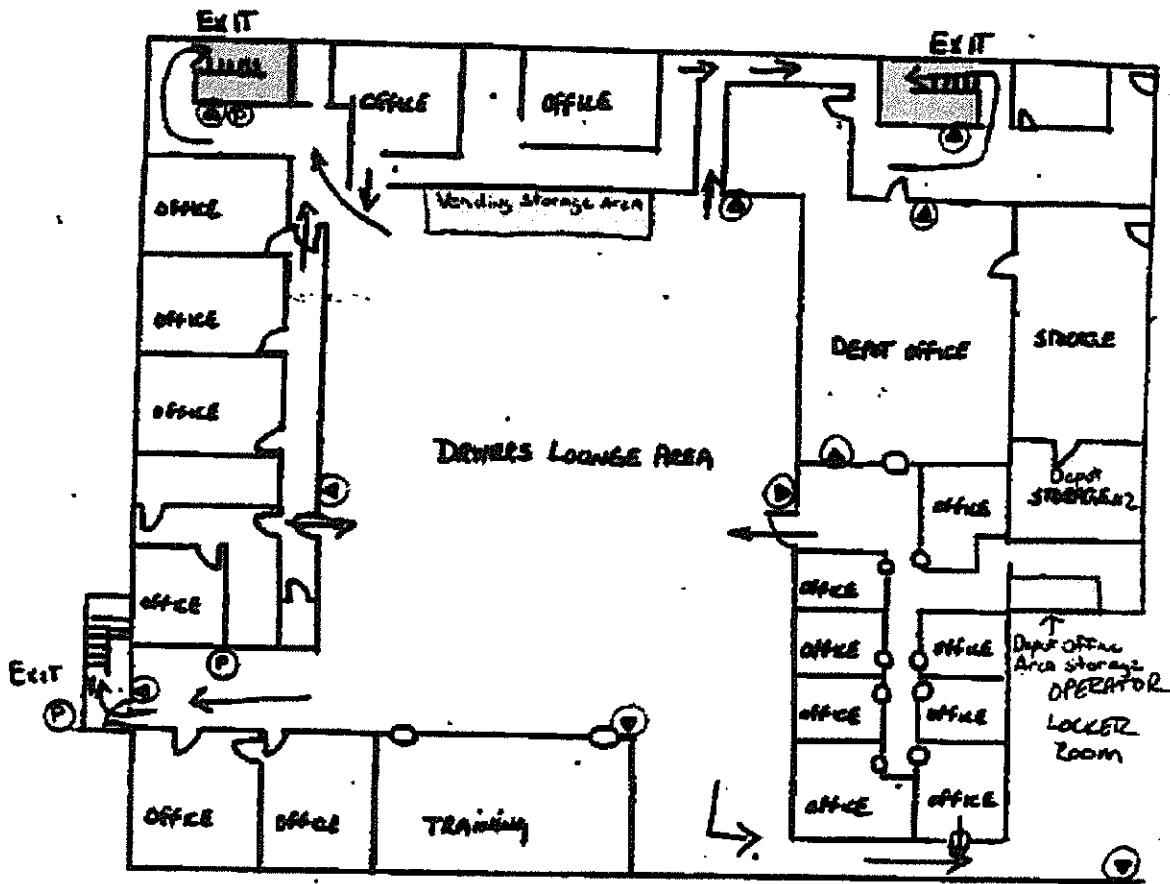 EXIT
EXIT
OFFICE
OFFICE
Vending Storage Area
OFFICE
OFFICE
DEPOT OFFICE
STORAGE
OFFICE
DRIVERS LOUNGE AREA
Depot
STORAGE #2
OFFICE
OFFICE
OFFICE
OFFICE
OFFICE
Depot Office
Area Storage
EXIT
P
P
P
OPERATOR
LOCKER
ROOM
OFFICE
OFFICE
OFFICE
OFFICE
TRAINING
OFFICE
OFFICE